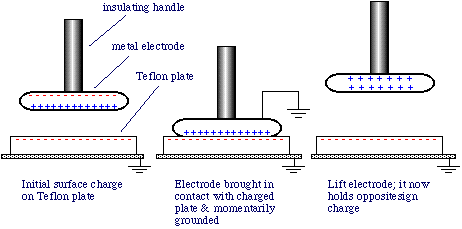 insulating handle
metal electrode
Teflon plate
Initial surface charge
on Teflon plate
Electrode brought in
contact with charged
plate & momentarily
grounded
Lift electrode; it now
holds oppositesign
charge